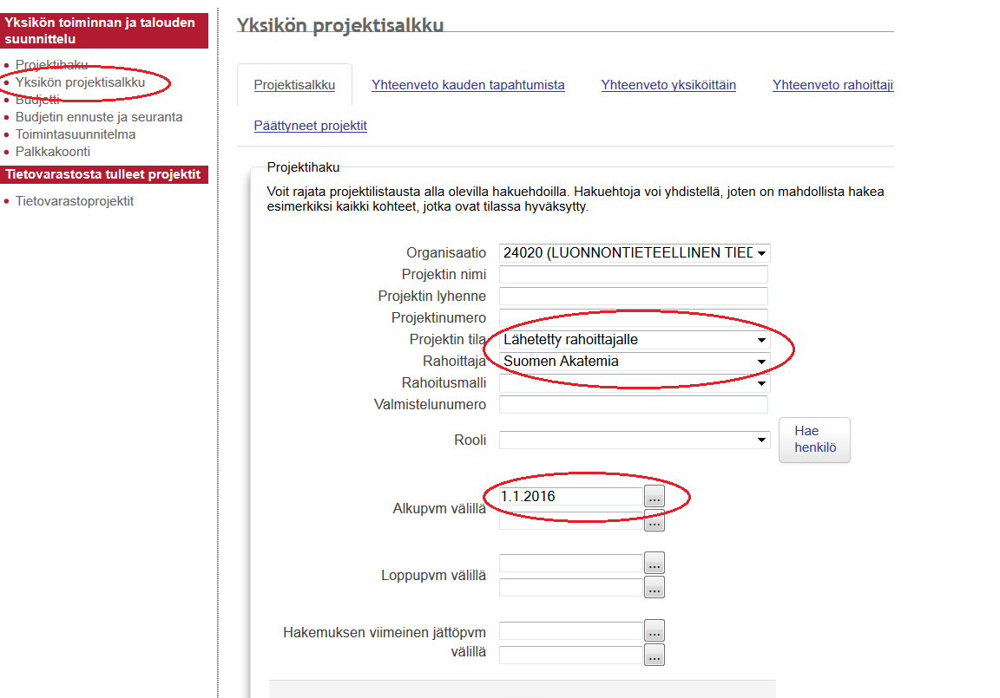 Yksikön toiminnan ja talouden
suunnittelu
Projektihaku
Yksikön projektisalkku
Budjetti
Budjetin ennuste ja seuranta
Toimintasuunnitelma
Palkkakoonti
Tietovarastosta tulleet projektit
Tietovarastoprojektit
Yksikön projektisalkku
Projektisalkku
Yhteenveto kauden tapahtumista
Yhteenveto yksiköittäin
Yhteenveto rahoittajit
Päättyneet projektit
Projektihaku
Voit rajata projektilistausta alla olevilla hakuehdoilla. Hakuehtoja voi yhdistellä, joten on mahdollista hakea
esimerkiksi kaikki kohteet, jotka ovat tilassa hyväksytty.
Organisaatio 24020 (LUONNONTIETEELLINEN TIED
Projektin nimi
Projektin lyhenne
Projektinumero
Projektin tila Lähetetty rahoittajalle
Rahoittaja Suomen Akatemia
Rahoitusmalli
Valmistelunumero
Rooli
Hae
henkilö
Alkupvm välillä
1.1.2016 ...
...
Loppupvm välillä
...
...
Hakemuksen viimeinen jättöpvm
välillä
...
...